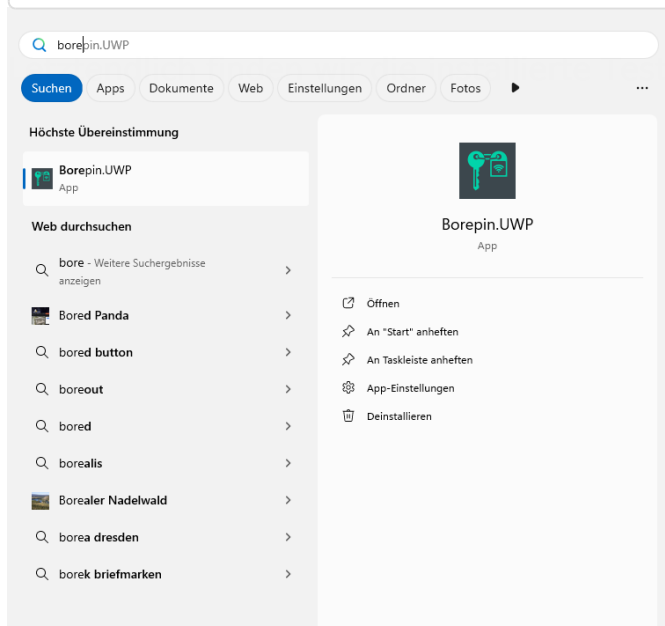 borepin.UWP
Suchen Apps Dokumente Web Einstellungen Ordner Fotos ...
Höchste Übereinstimmung
Borepin.UWP
App
Web durchsuchen
bore - Weitere Suchergebnisse
anzeigen
Bored Panda
bored button
boreout
bored
borealis
Borealer Nadelwald
borea dresden
borek briefmarken
Borepin.UWP
App
Öffnen
An "Start" anheften
An Taskleiste anheften
App-Einstellungen
Deinstallieren